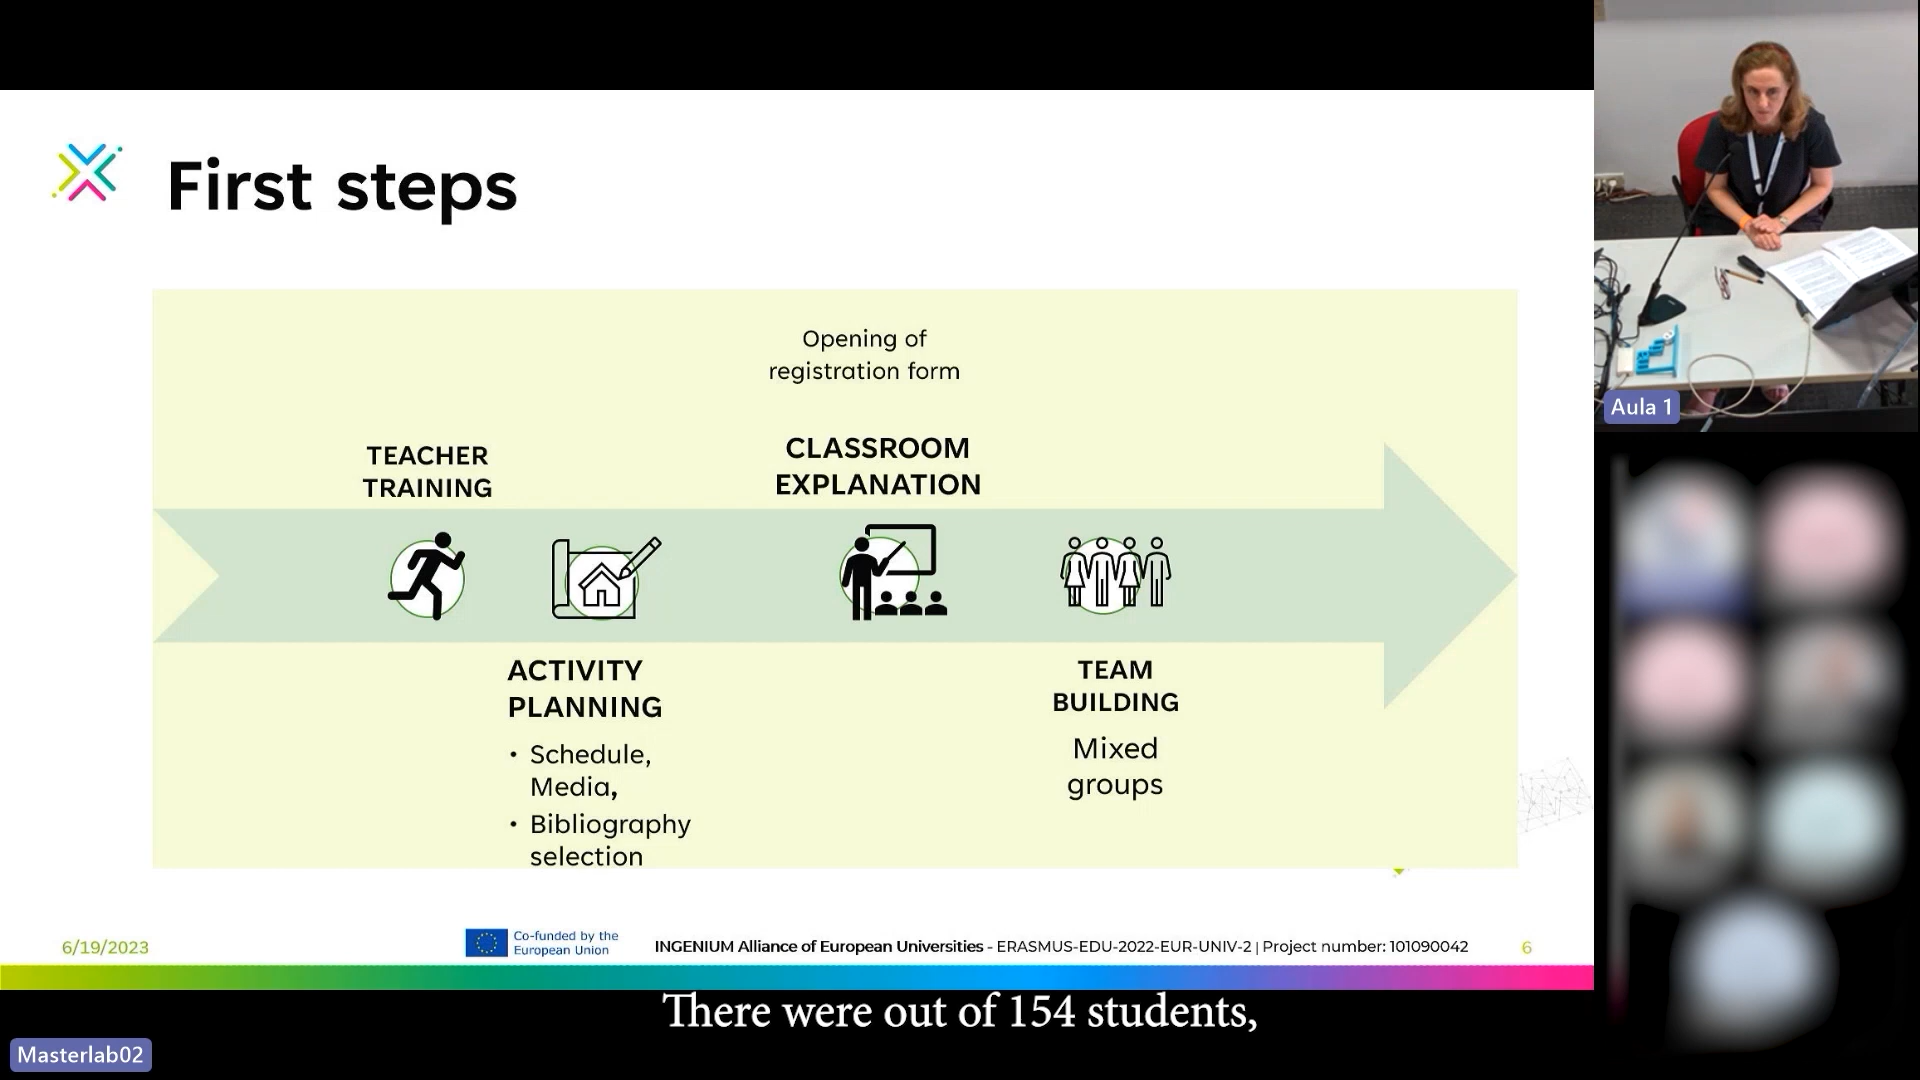 First steps
Opening of
registration form
TEACHER
TRAINING
CLASSROOM
EXPLANATION
ACTIVITY
PLANNING
• Schedule,
Media,
• Bibliography
selection
TEAM
BUILDING
Mixed
groups
6/19/2023
Co-funded by the
European Union
INGENIUM Alliance of European Universities - ERASMUS-EDU-2022-EUR-UNIV-2 | Project number: 101090042
6
There were out of 154 students,
Masterlab02
Aula 1